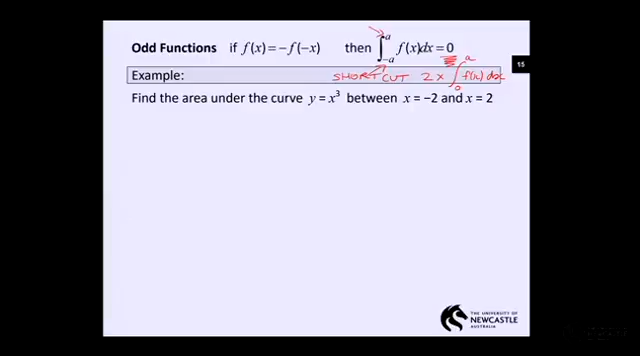 Odd Functions if f(x) = −f(−x) then ∫_{−a}^{a} f(x)dx = 0
15
Example:
SHORTCUT 2 × ∫_{0}^{a} f(x) dx
Find the area under the curve y = x³ between x = −2 and x = 2
THE UNIVERSITY OF
NEWCASTLE
AUSTRALIA